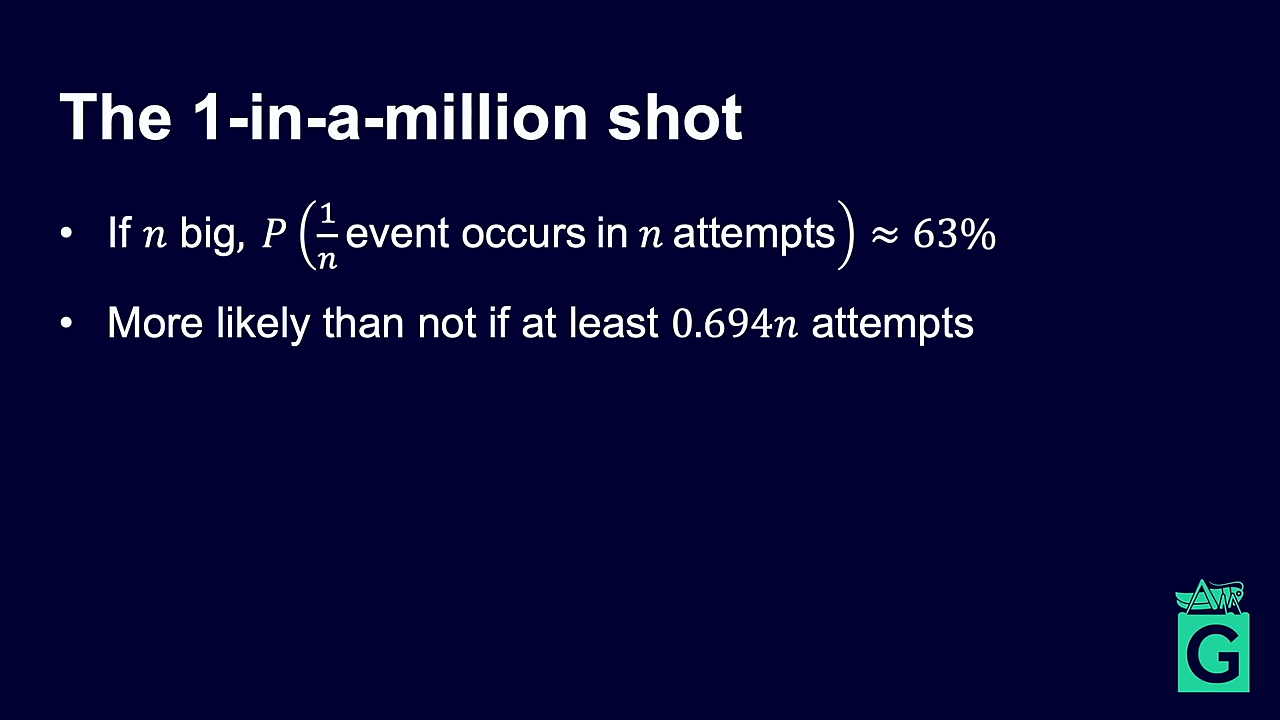 The 1-in-a-million shot
• If 𝑛 big, 𝑃 (1/𝑛 event occurs in 𝑛 attempts) ≈ 63%
• More likely than not if at least 0.694𝑛 attempts
G